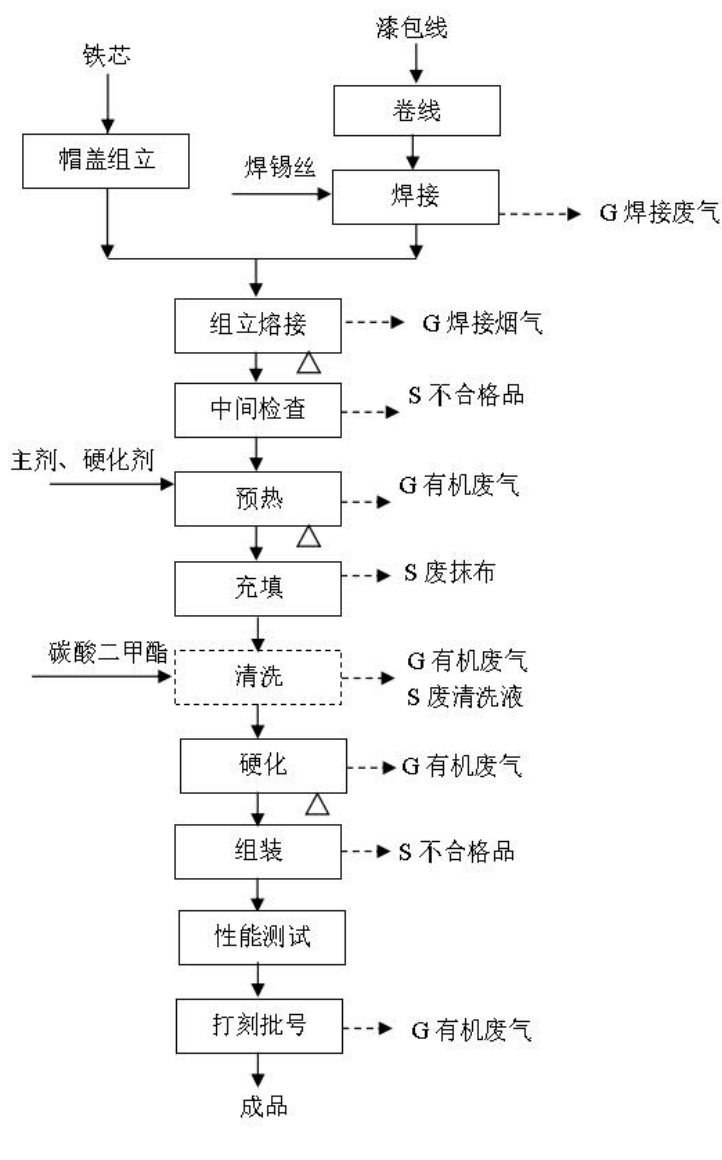 漆包线
铁芯
卷线
帽盖组立
焊锡丝
焊接
G 焊接废气
组立熔接
G 焊接烟气
中间检查
S 不合格品
主剂、硬化剂
预热
G 有机废气
充填
S 废抹布
碳酸二甲酯
清洗
G 有机废气
S 废清洗液
硬化
G 有机废气
组装
S 不合格品
性能测试
打刻批号
G 有机废气
成品